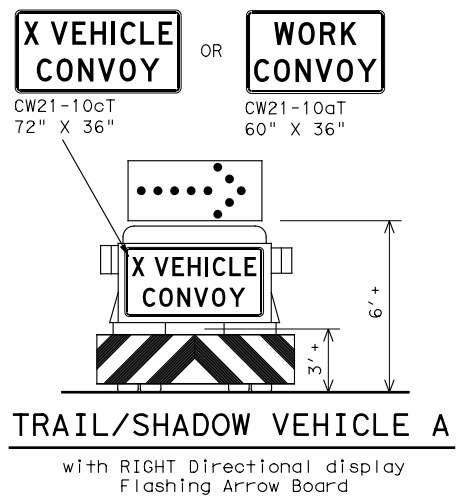 X VEHICLE
CONVOY
OR
WORK
CONVOY
CW21-10cT
72" X 36"
CW21-10aT
60" X 36"
X VEHICLE
CONVOY
6'+
3'+
TRAIL/SHADOW VEHICLE A
with RIGHT Directional display
Flashing Arrow Board